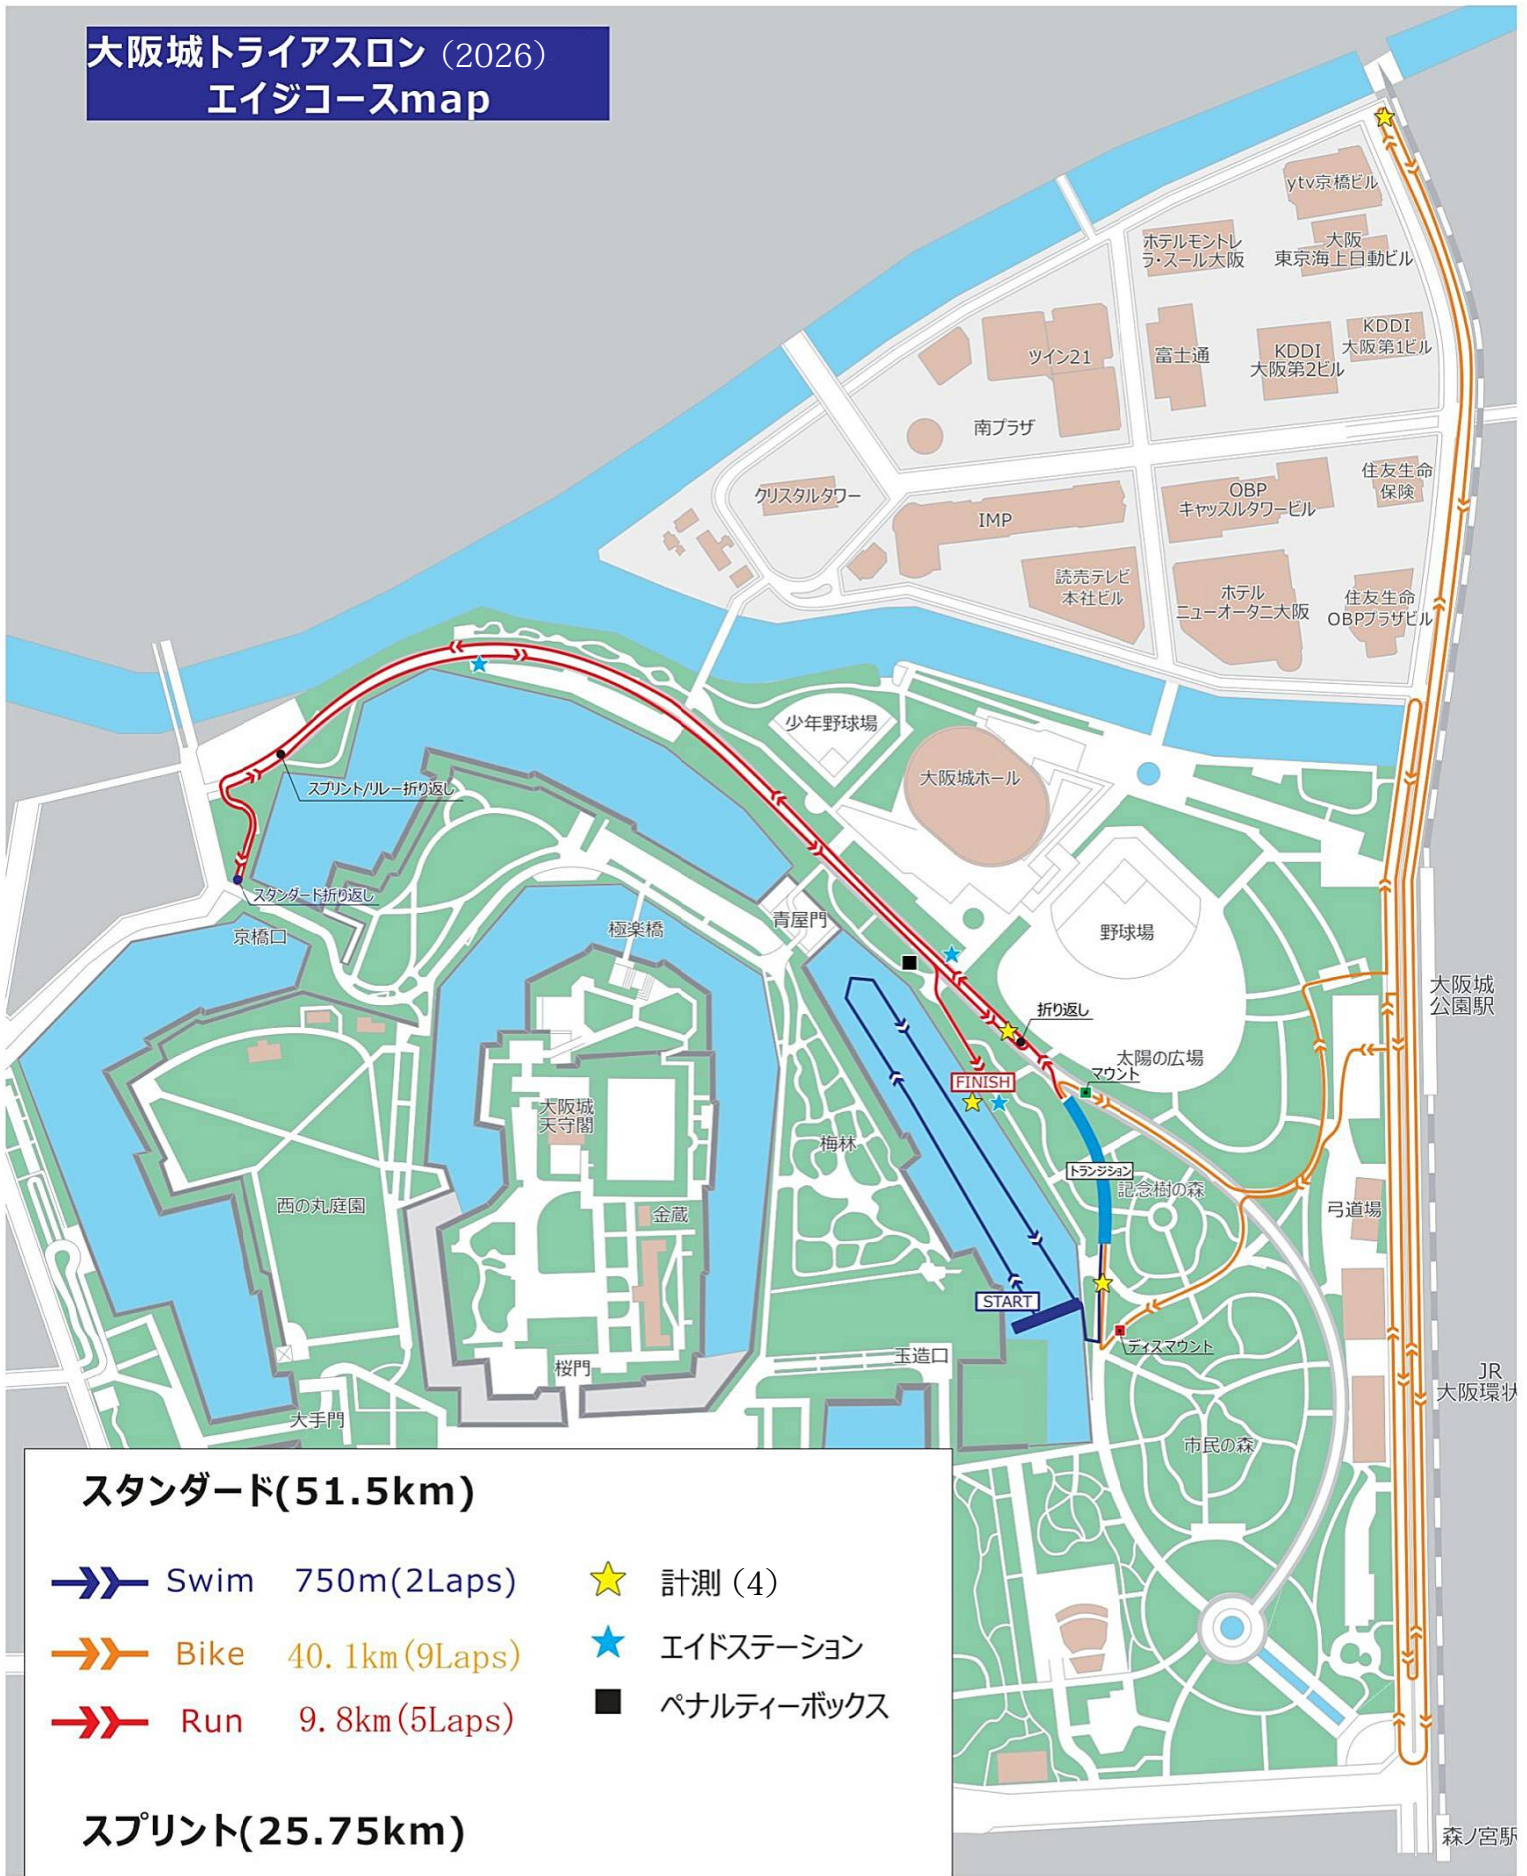 大阪城トライアスロン（2026）
エイジコースmap
ytv京橋ビル
ホテルモントレ
ラ・スール大阪
大阪
東京海上日動ビル
KDDI
大阪第1ビル
KDDI
大阪第2ビル
富士通
ツイン21
南プラザ
クリスタルタワー
IMP
OBP
キャッスルタワービル
住友生命
保険
読売テレビ
本社ビル
ホテル
ニューオータニ大阪
住友生命
OBPプラザビル
少年野球場
大阪城ホール
スプリント/リレー折り返し
スタンダード折り返し
京橋口
極楽橋
青屋門
野球場
大阪城
公園駅
折り返し
太陽の広場
マウント
FINISH
大阪城
天守閣
梅林
トランジション
記念樹の森
西の丸庭園
金蔵
弓道場
START
ディスマウント
玉造口
桜門
大手門
JR
大阪環状
市民の森
森ノ宮駅
スタンダード(51.5km)
Swim 750m(2Laps)
Bike 40.1km(9Laps)
Run 9.8km(5Laps)
計測（4）
エイドステーション
ペナルティーボックス
スプリント(25.75km)